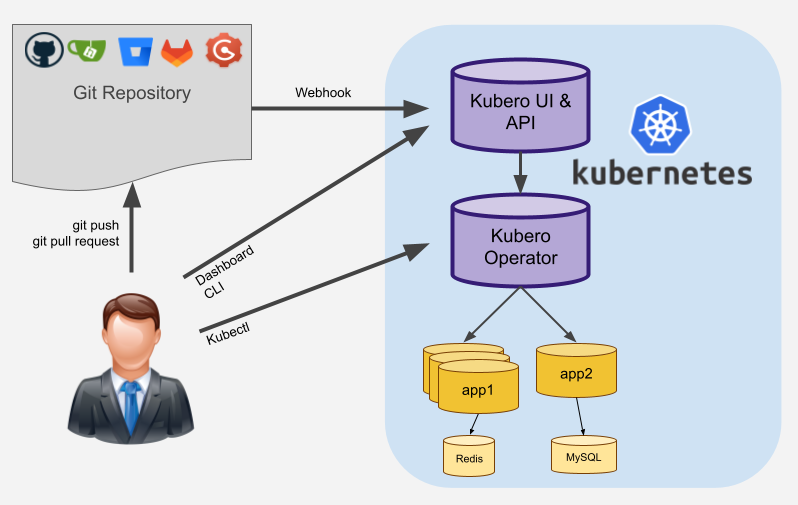 Git Repository
Webhook
Kubero UI &
API
kubernetes
git push
git pull request
Dashboard
CLI
Kubectl
Kubero
Operator
app1
app2
Redis
MySQL